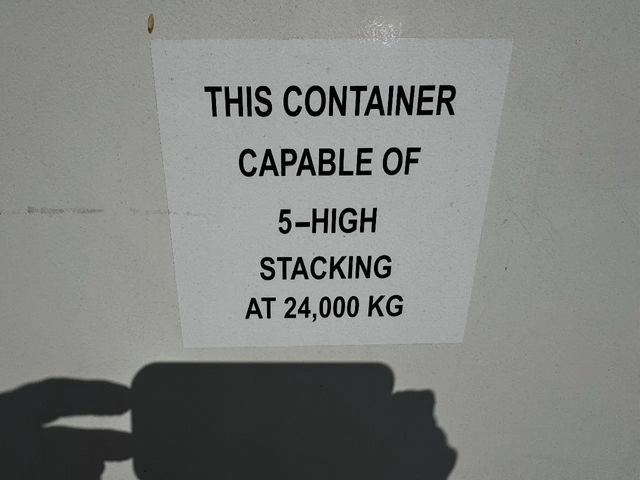 THIS CONTAINER
CAPABLE OF
5–HIGH
STACKING
AT 24,000 KG